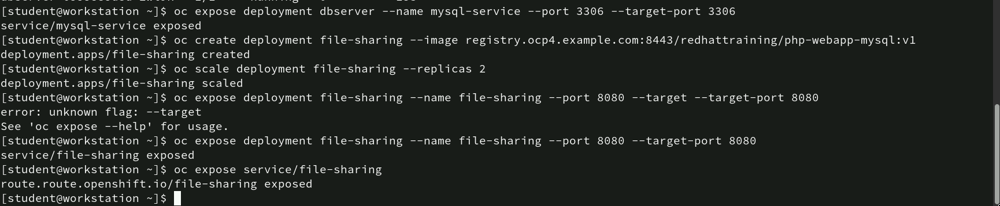 [student@workstation ~]$ oc expose deployment dbserver --name mysql-service --port 3306 --target-port 3306
service/mysql-service exposed
[student@workstation ~]$ oc create deployment file-sharing --image registry.ocp4.example.com:8443/redhattraining/php-webapp-mysql:v1
deployment.apps/file-sharing created
[student@workstation ~]$ oc scale deployment file-sharing --replicas 2
deployment.apps/file-sharing scaled
[student@workstation ~]$ oc expose deployment file-sharing --name file-sharing --port 8080 --target --target-port 8080
error: unknown flag: --target
See 'oc expose --help' for usage.
[student@workstation ~]$ oc expose deployment file-sharing --name file-sharing --port 8080 --target-port 8080
service/file-sharing exposed
[student@workstation ~]$ oc expose service/file-sharing
route.route.openshift.io/file-sharing exposed
[student@workstation ~]$